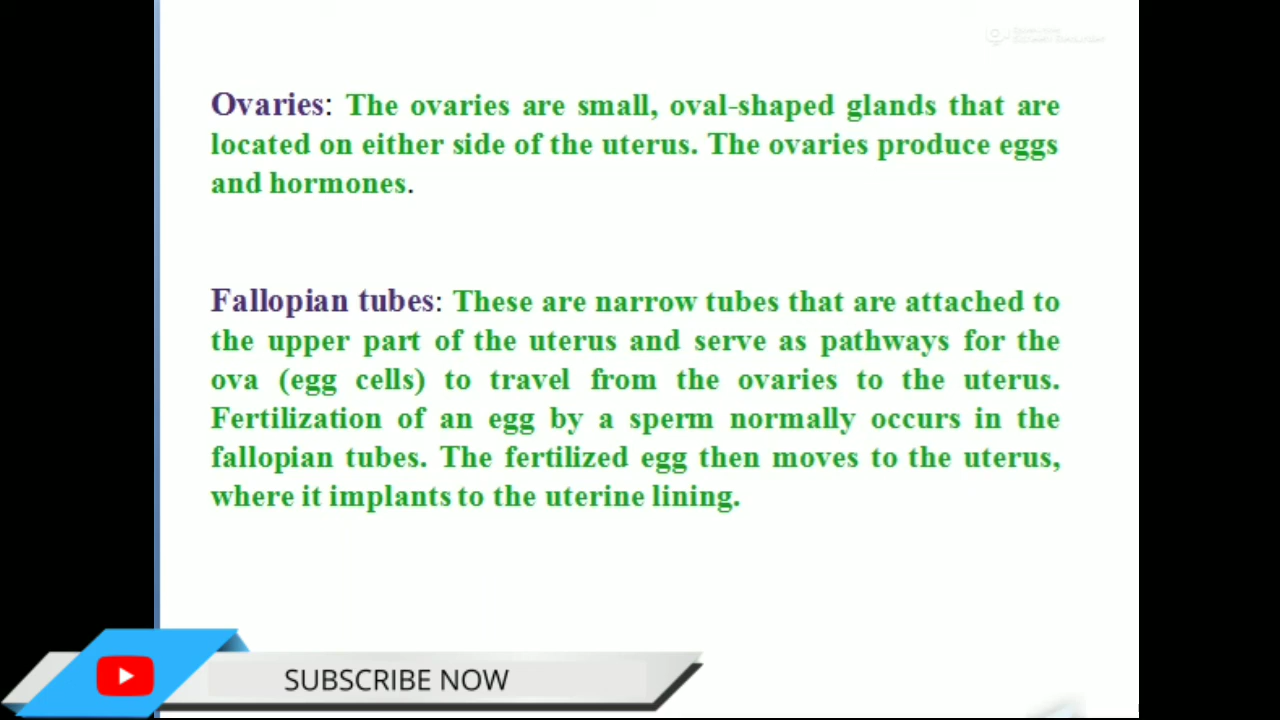 Ovaries: The ovaries are small, oval-shaped glands that are
located on either side of the uterus. The ovaries produce eggs
and hormones.
Fallopian tubes: These are narrow tubes that are attached to
the upper part of the uterus and serve as pathways for the
ova (egg cells) to travel from the ovaries to the uterus.
Fertilization of an egg by a sperm normally occurs in the
fallopian tubes. The fertilized egg then moves to the uterus,
where it implants to the uterine lining.
SUBSCRIBE NOW